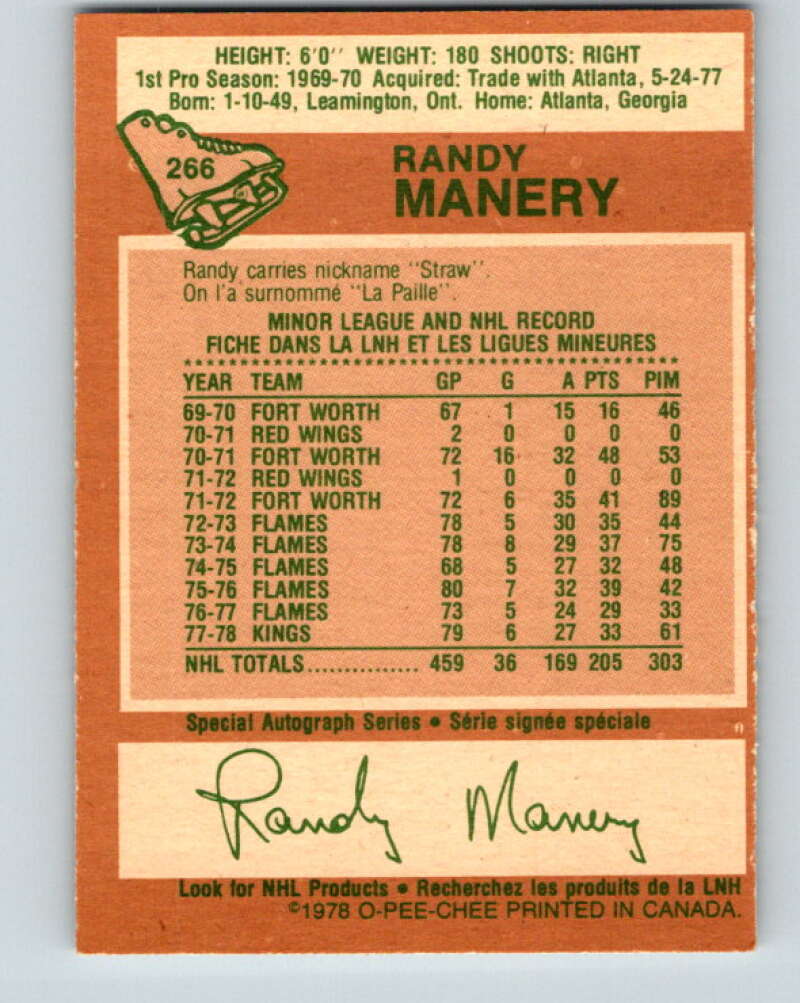 HEIGHT: 6'0'' WEIGHT: 180 SHOOTS: RIGHT
1st Pro Season: 1969-70 Acquired: Trade with Atlanta, 5-24-77
Born: 1-10-49, Leamington, Ont. Home: Atlanta, Georgia
266
RANDY
MANERY
Randy carries nickname "Straw".
On l'a surnommé "La Paille".
MINOR LEAGUE AND NHL RECORD
FICHE DANS LA LNH ET LES LIGUES MINEURES
YEAR TEAM GP G A PTS PIM
69-70 FORT WORTH 67 1 15 16 46
70-71 RED WINGS 2 0 0 0 0
70-71 FORT WORTH 72 16 32 48 53
71-72 RED WINGS 1 0 0 0 0
71-72 FORT WORTH 72 6 35 41 89
72-73 FLAMES 78 5 30 35 44
73-74 FLAMES 78 8 29 37 75
74-75 FLAMES 68 5 27 32 48
75-76 FLAMES 80 7 32 39 42
76-77 FLAMES 73 5 24 29 33
77-78 KINGS 79 6 27 33 61
NHL TOTALS............... 459 36 169 205 303
Special Autograph Series • Série signée spéciale
Randy Manery
Look for NHL Products • Recherchez les produits de la LNH
©1978 O-PEE-CHEE PRINTED IN CANADA.